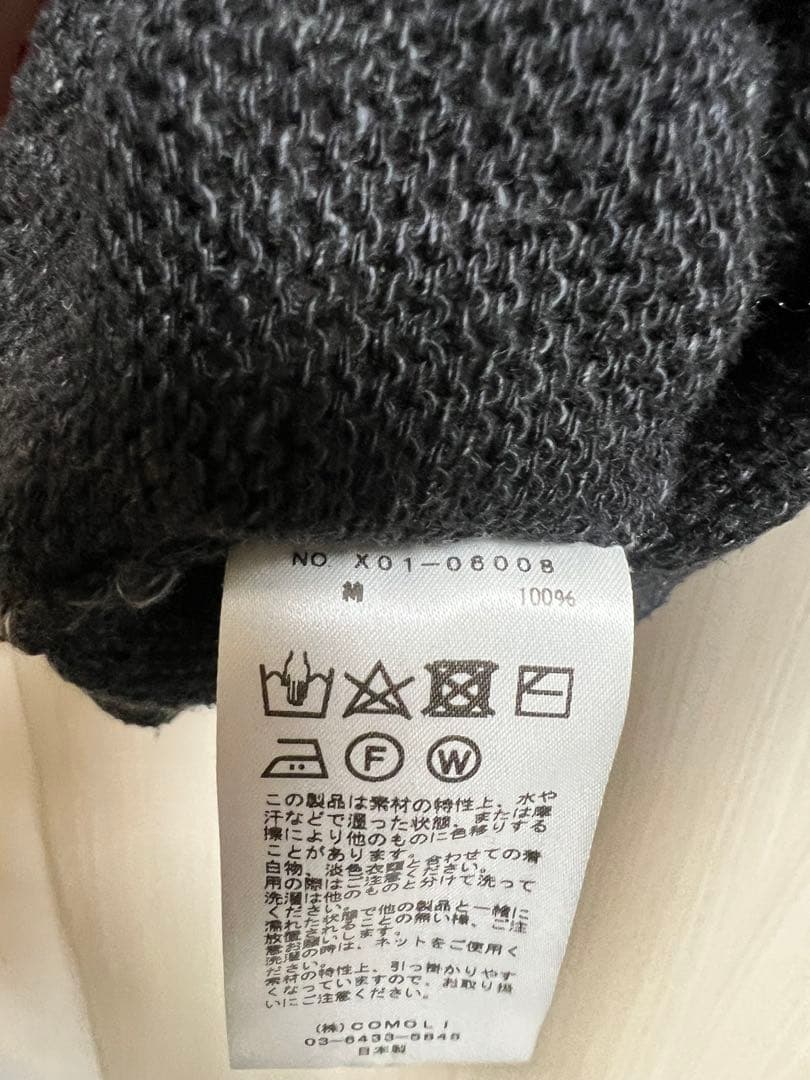 NO. X01-06008
M 100%
F W
この製品は素材の特性上、水や
汗などで湿った状態、または摩
擦により他のものに色移りする
ことがあります。
白物、淡色衣類と合わせての着
用の際はご注意ください。
洗濯は他のものと分けて洗って
ください。
濡れた状態で他の製品と一緒に
放置されることの無い様、ご注
意お願いします。
洗濯の時は、ネットをご使用く
ださい。
素材の特性上、引っ掛かりやす
くなっていますので、お取り扱
いにご注意ください。
(株)COMOLI
03-6433-5845
日本製